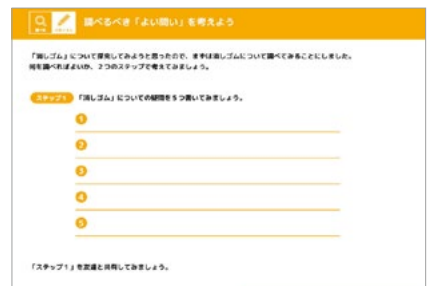 調べるべき「よい問い」を考えよう
「消しゴム」について探究してみようと思ったので、まずは消しゴムについて調べてみることにしました。
何を調べればよいか、2つのステップで考えてみましょう。
ステップ1 「消しゴム」についての疑問を5つ書いてみましょう。
1
2
3
4
5
「ステップ1」を友達と共有してみましょう。